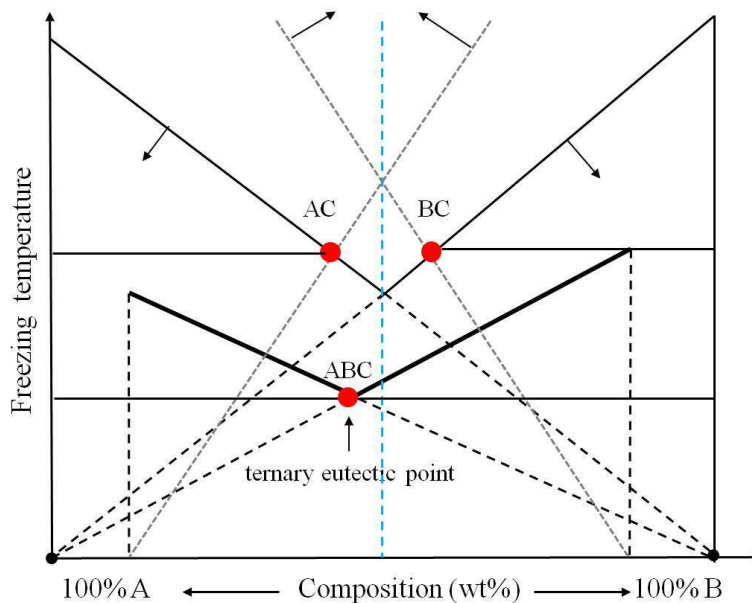 AC
BC
ABC
ternary eutectic point
Freezing temperature
100% A
Composition (wt%)
100% B